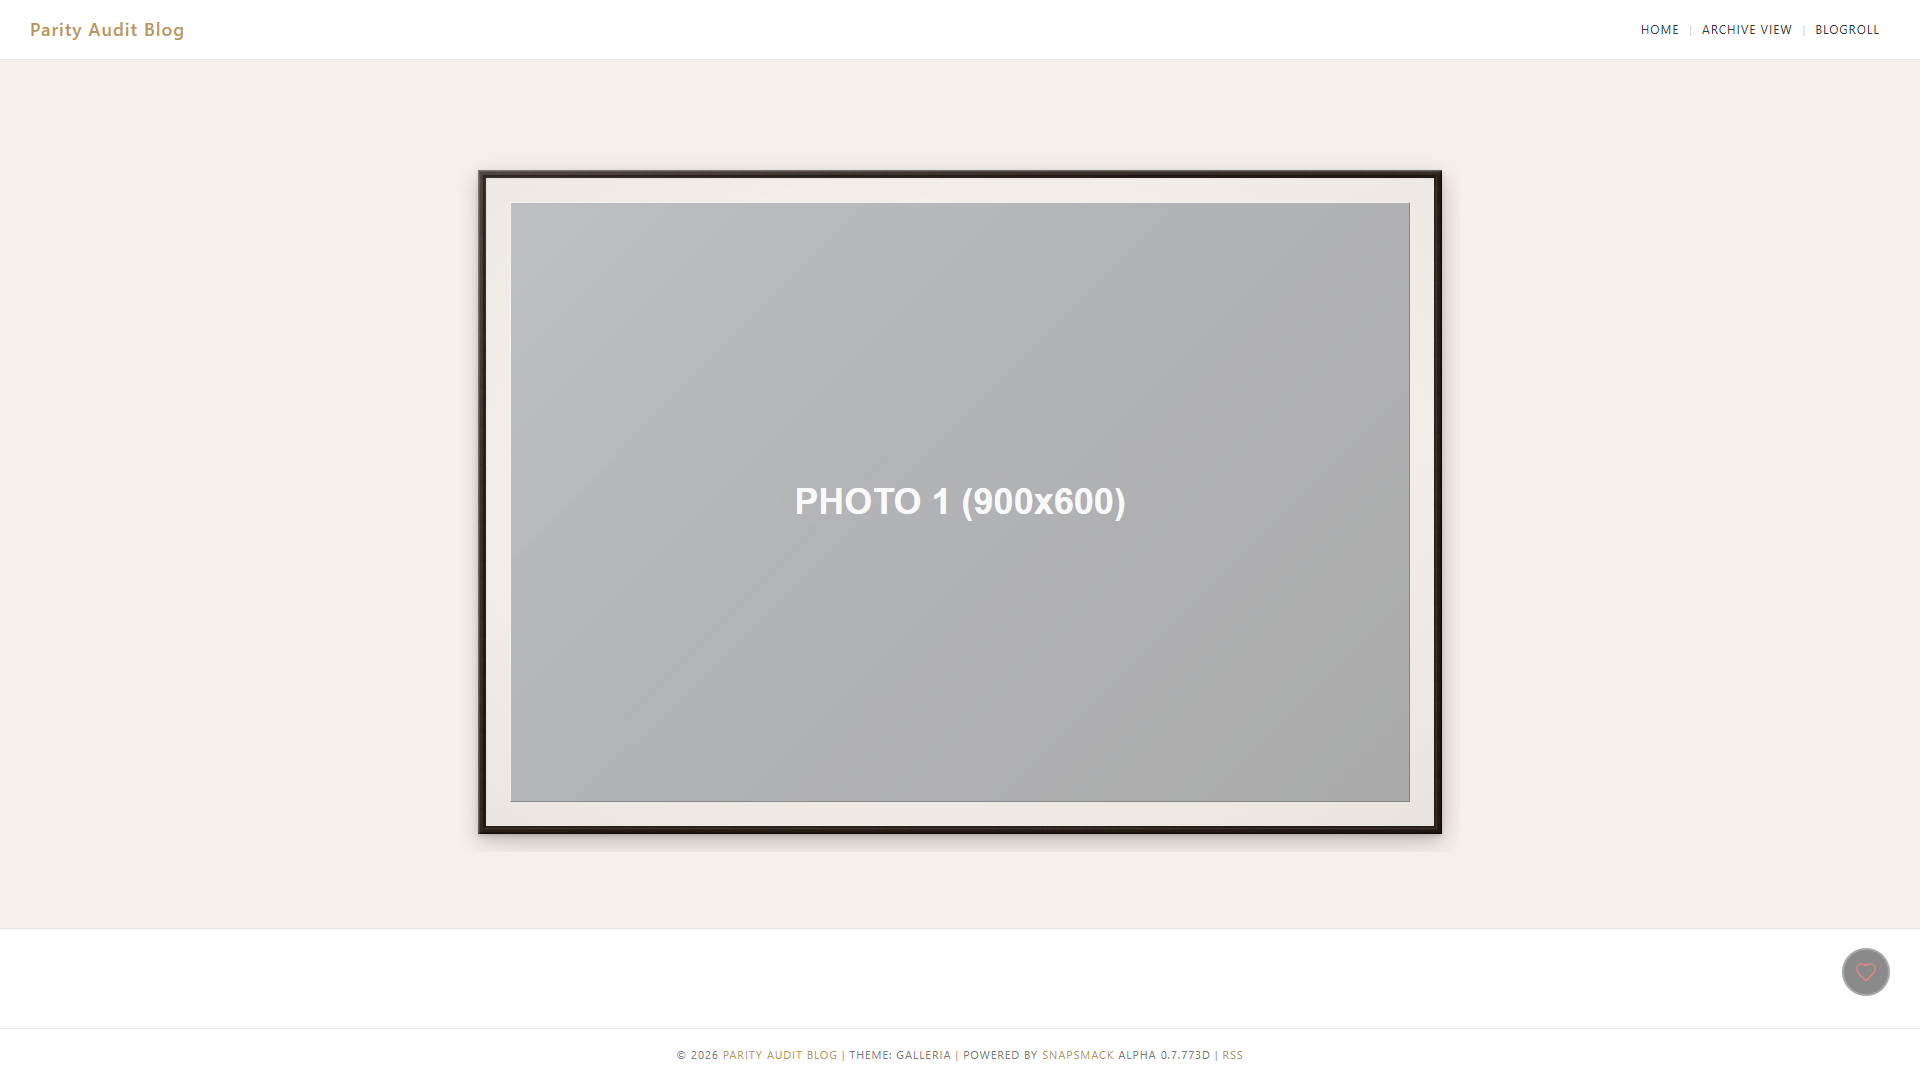 Parity Audit Blog
HOME | ARCHIVE VIEW | BLOGROLL
PHOTO 1 (900x600)
© 2026 PARITY AUDIT BLOG | THEME: GALLERIA | POWERED BY SNAPSMACK ALPHA 0.7.773D | RSS